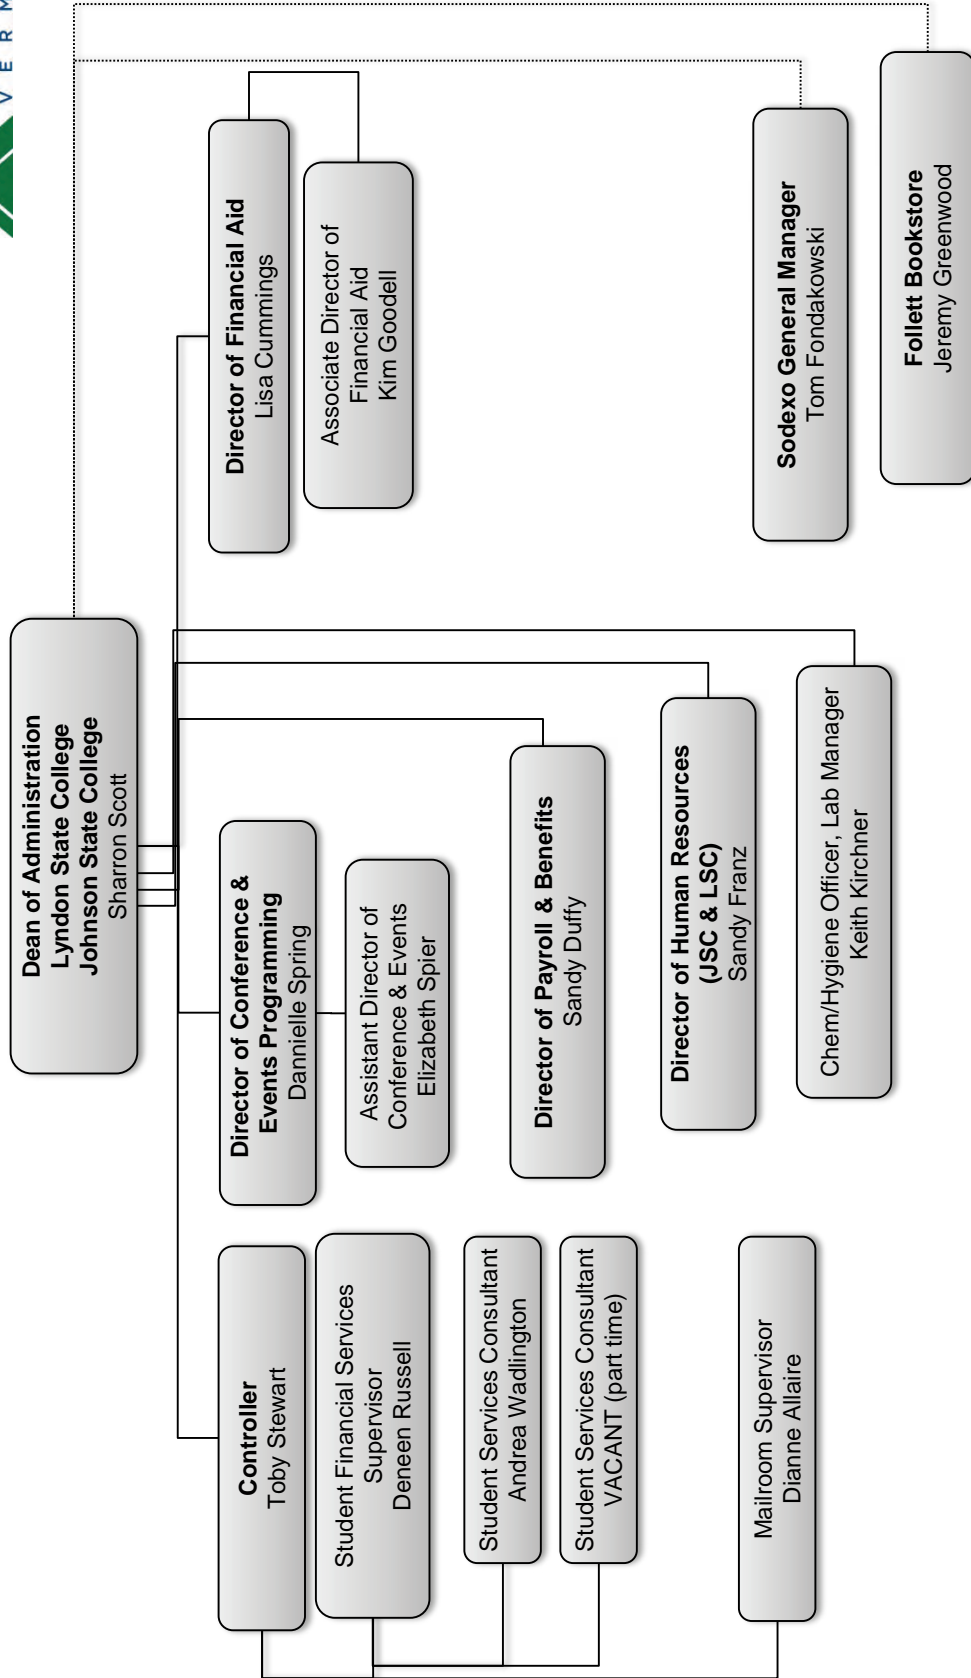 V E R M
Dean of Administration
Lyndon State College
Johnson State College
Sharron Scott
Controller
Toby Stewart
Student Financial Services
Supervisor
Deneen Russell
Student Services Consultant
Andrea Wadlington
Student Services Consultant
VACANT (part time)
Mailroom Supervisor
Dianne Allaire
Director of Conference &
Events Programming
Dannielle Spring
Assistant Director of
Conference & Events
Elizabeth Spier
Director of Payroll & Benefits
Sandy Duffy
Director of Human Resources
(JSC & LSC)
Sandy Franz
Chem/Hygiene Officer, Lab Manager
Keith Kirchner
Director of Financial Aid
Lisa Cummings
Associate Director of
Financial Aid
Kim Goodell
Sodexo General Manager
Tom Fondakowski
Follett Bookstore
Jeremy Greenwood